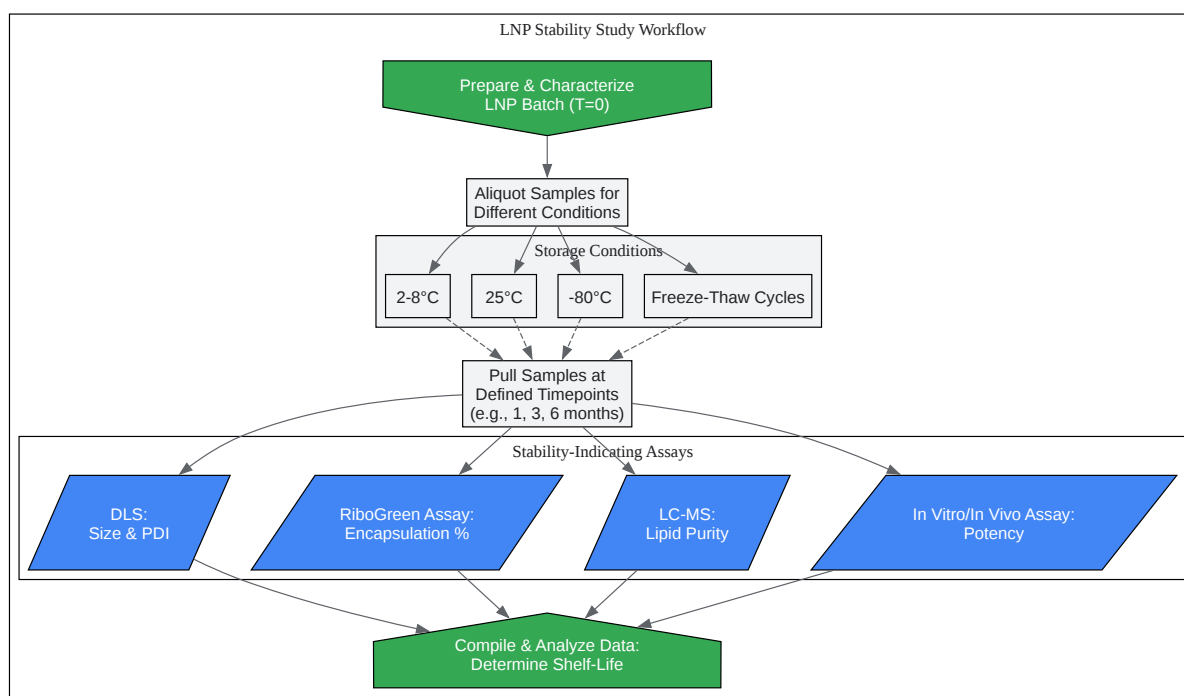 LNP Stability Study Workflow
Prepare & Characterize
LNP Batch (T=0)
Aliquot Samples for
Different Conditions
Storage Conditions
2-8°C
25°C
-80°C
Freeze-Thaw Cycles
Pull Samples at
Defined Timepoints
(e.g., 1, 3, 6 months)
Stability-Indicating Assays
DLS:
Size & PDI
RiboGreen Assay:
Encapsulation %
LC-MS:
Lipid Purity
In Vitro/In Vivo Assay:
Potency
Compile & Analyze Data:
Determine Shelf-Life